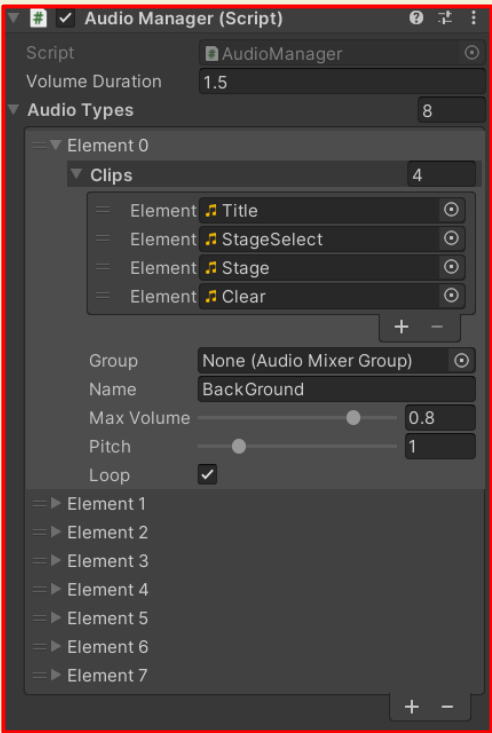 Audio Manager (Script)
Script AudioManager
Volume Duration 1.5
Audio Types 8
Element 0
Clips 4
Element Title
Element StageSelect
Element Stage
Element Clear
+ −
Group None (Audio Mixer Group)
Name BackGround
Max Volume 0.8
Pitch 1
Loop
Element 1
Element 2
Element 3
Element 4
Element 5
Element 6
Element 7
+ −